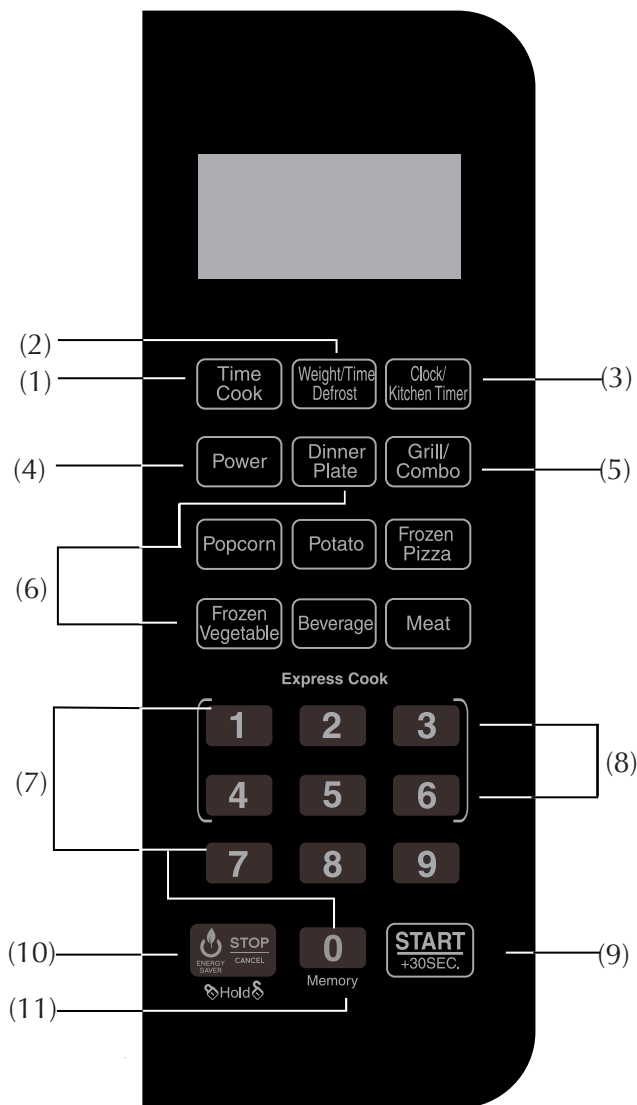 (2)
(1)
Time
Cook
Weight/Time
Defrost
Clock/
Kitchen Timer
(3)
(4)
Power
Dinner
Plate
Grill/
Combo
(5)
(6)
Popcorn
Potato
Frozen
Pizza
Frozen
Vegetable
Beverage
Meat
Express Cook
(7)
1 2 3
(8)
4 5 6
7 8 9
(10)
ENERGY
SAVER
STOP
CANCEL
Hold
0
Memory
START
+30SEC.
(9)
(11)